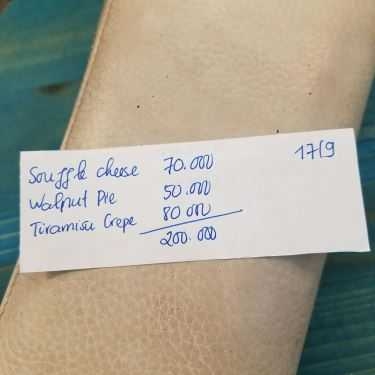 17/9
Souffle cheese 70.000
Walnut Pie 50.000
Tiramisu Crepe 80 000
200.000